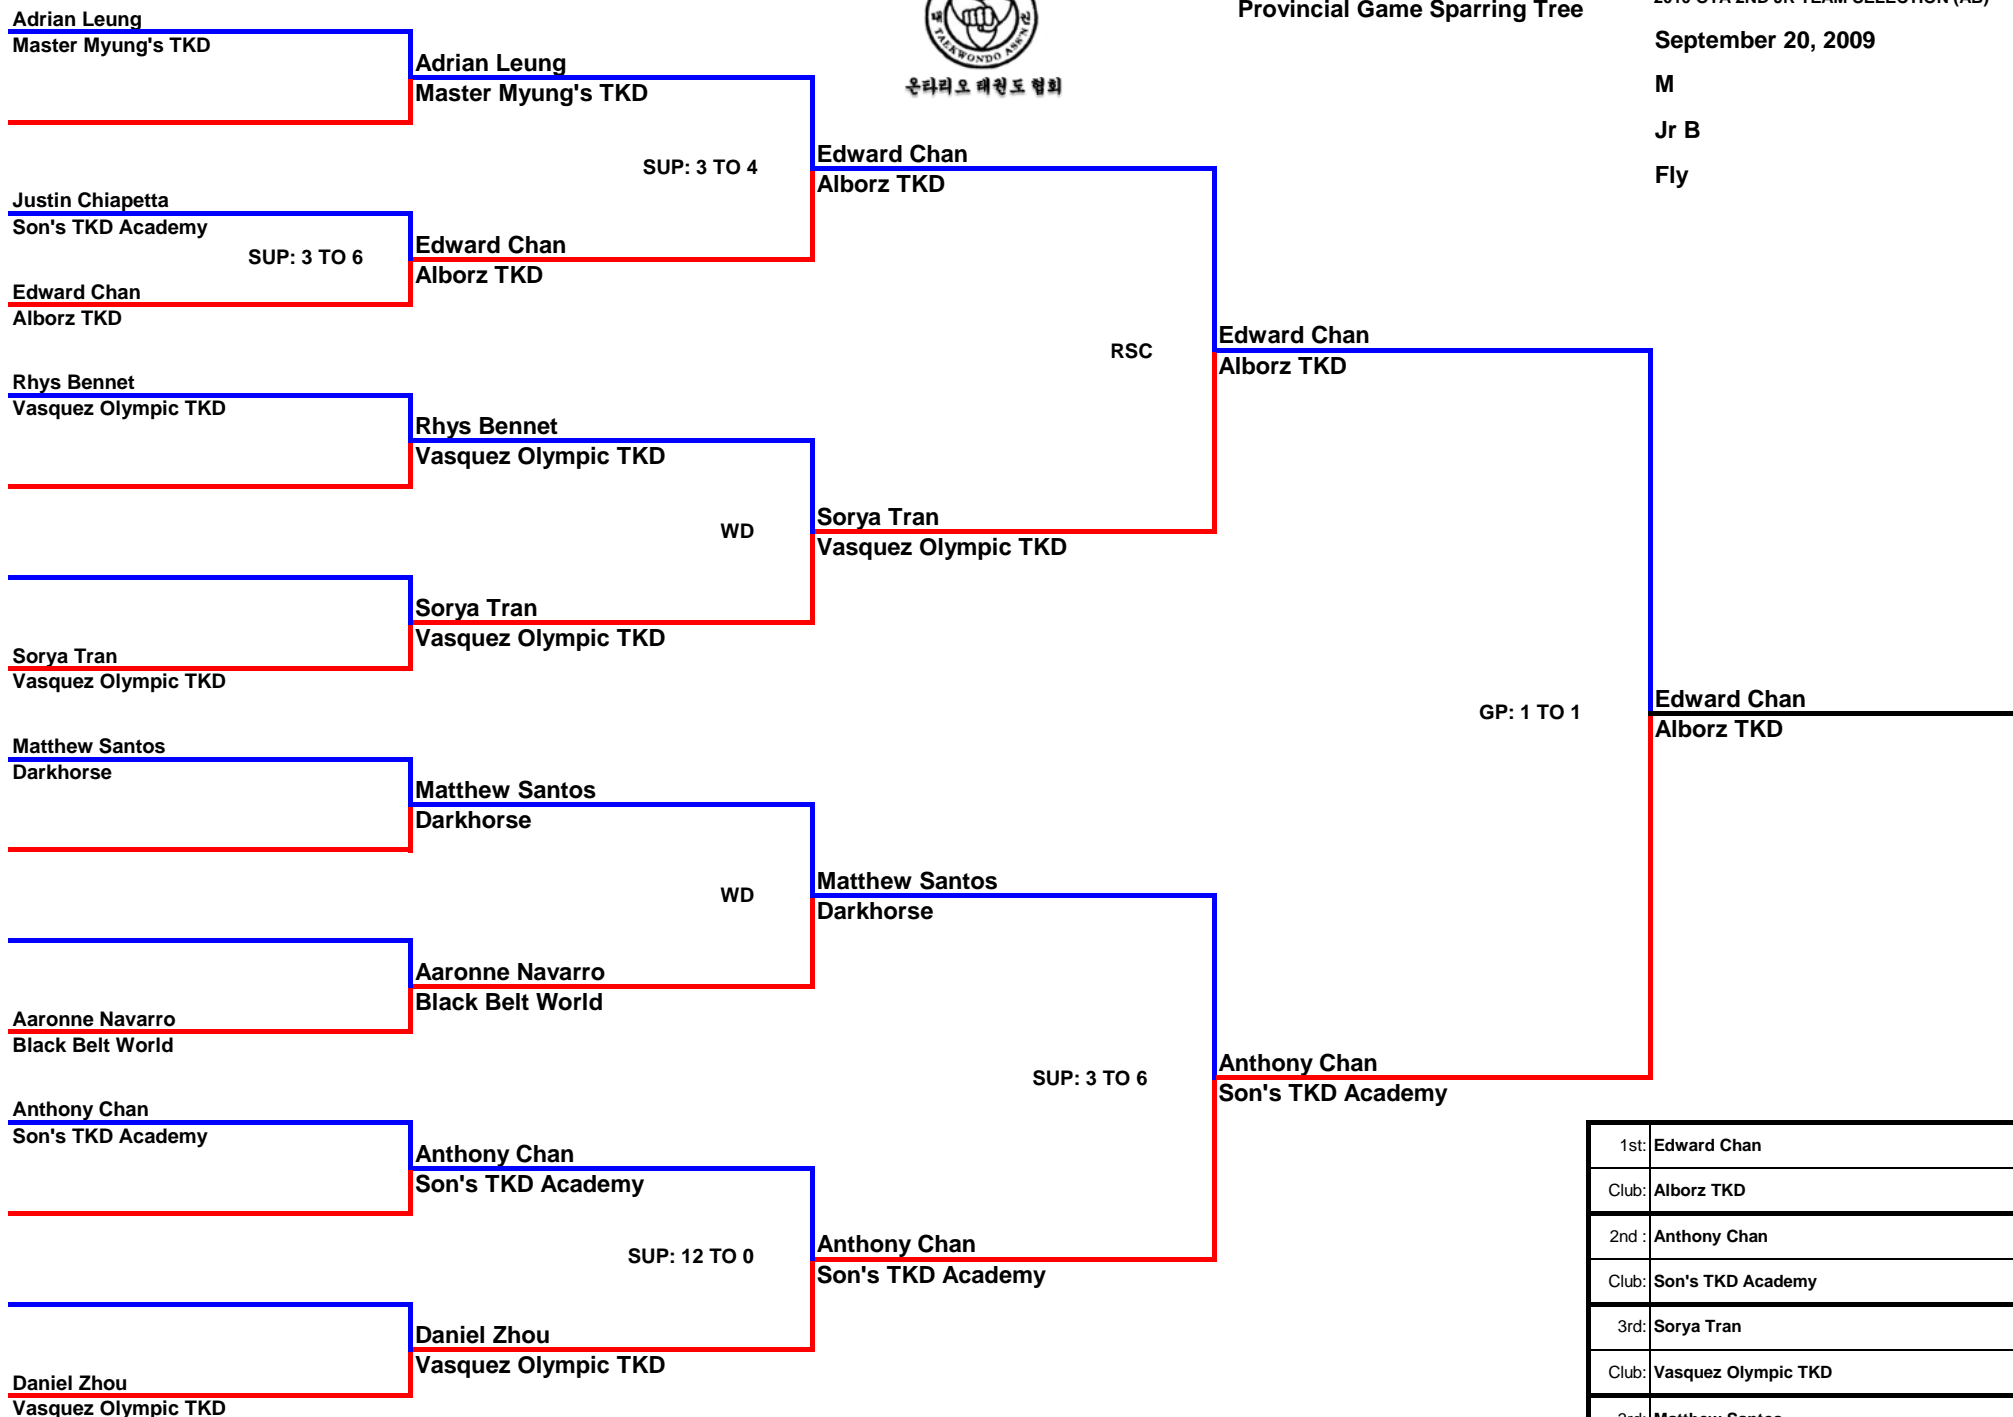 Adrian Leung
Master Myung's TKD
Adrian Leung
Master Myung's TKD
대
TAEKWONDO ASS'N
온타리오 태권도 협회
Provincial Game Sparring Tree
September 20, 2009
M
Jr B
Fly
SUP: 3 TO 4
Edward Chan
Alborz TKD
Justin Chiapetta
Son's TKD Academy
SUP: 3 TO 6
Edward Chan
Alborz TKD
Edward Chan
Alborz TKD
RSC
Edward Chan
Alborz TKD
Rhys Bennet
Vasquez Olympic TKD
Rhys Bennet
Vasquez Olympic TKD
WD
Sorya Tran
Vasquez Olympic TKD
Sorya Tran
Vasquez Olympic TKD
Sorya Tran
Vasquez Olympic TKD
GP: 1 TO 1
Edward Chan
Alborz TKD
Matthew Santos
Darkhorse
Matthew Santos
Darkhorse
WD
Matthew Santos
Darkhorse
Aaronne Navarro
Black Belt World
Aaronne Navarro
Black Belt World
SUP: 3 TO 6
Anthony Chan
Son's TKD Academy
Anthony Chan
Son's TKD Academy
Anthony Chan
Son's TKD Academy
SUP: 12 TO 0
Anthony Chan
Son's TKD Academy
Daniel Zhou
Vasquez Olympic TKD
Daniel Zhou
Vasquez Olympic TKD
1st: Edward Chan
Club: Alborz TKD
2nd : Anthony Chan
Club: Son's TKD Academy
3rd: Sorya Tran
Club: Vasquez Olympic TKD
3rd: Matthew Santos